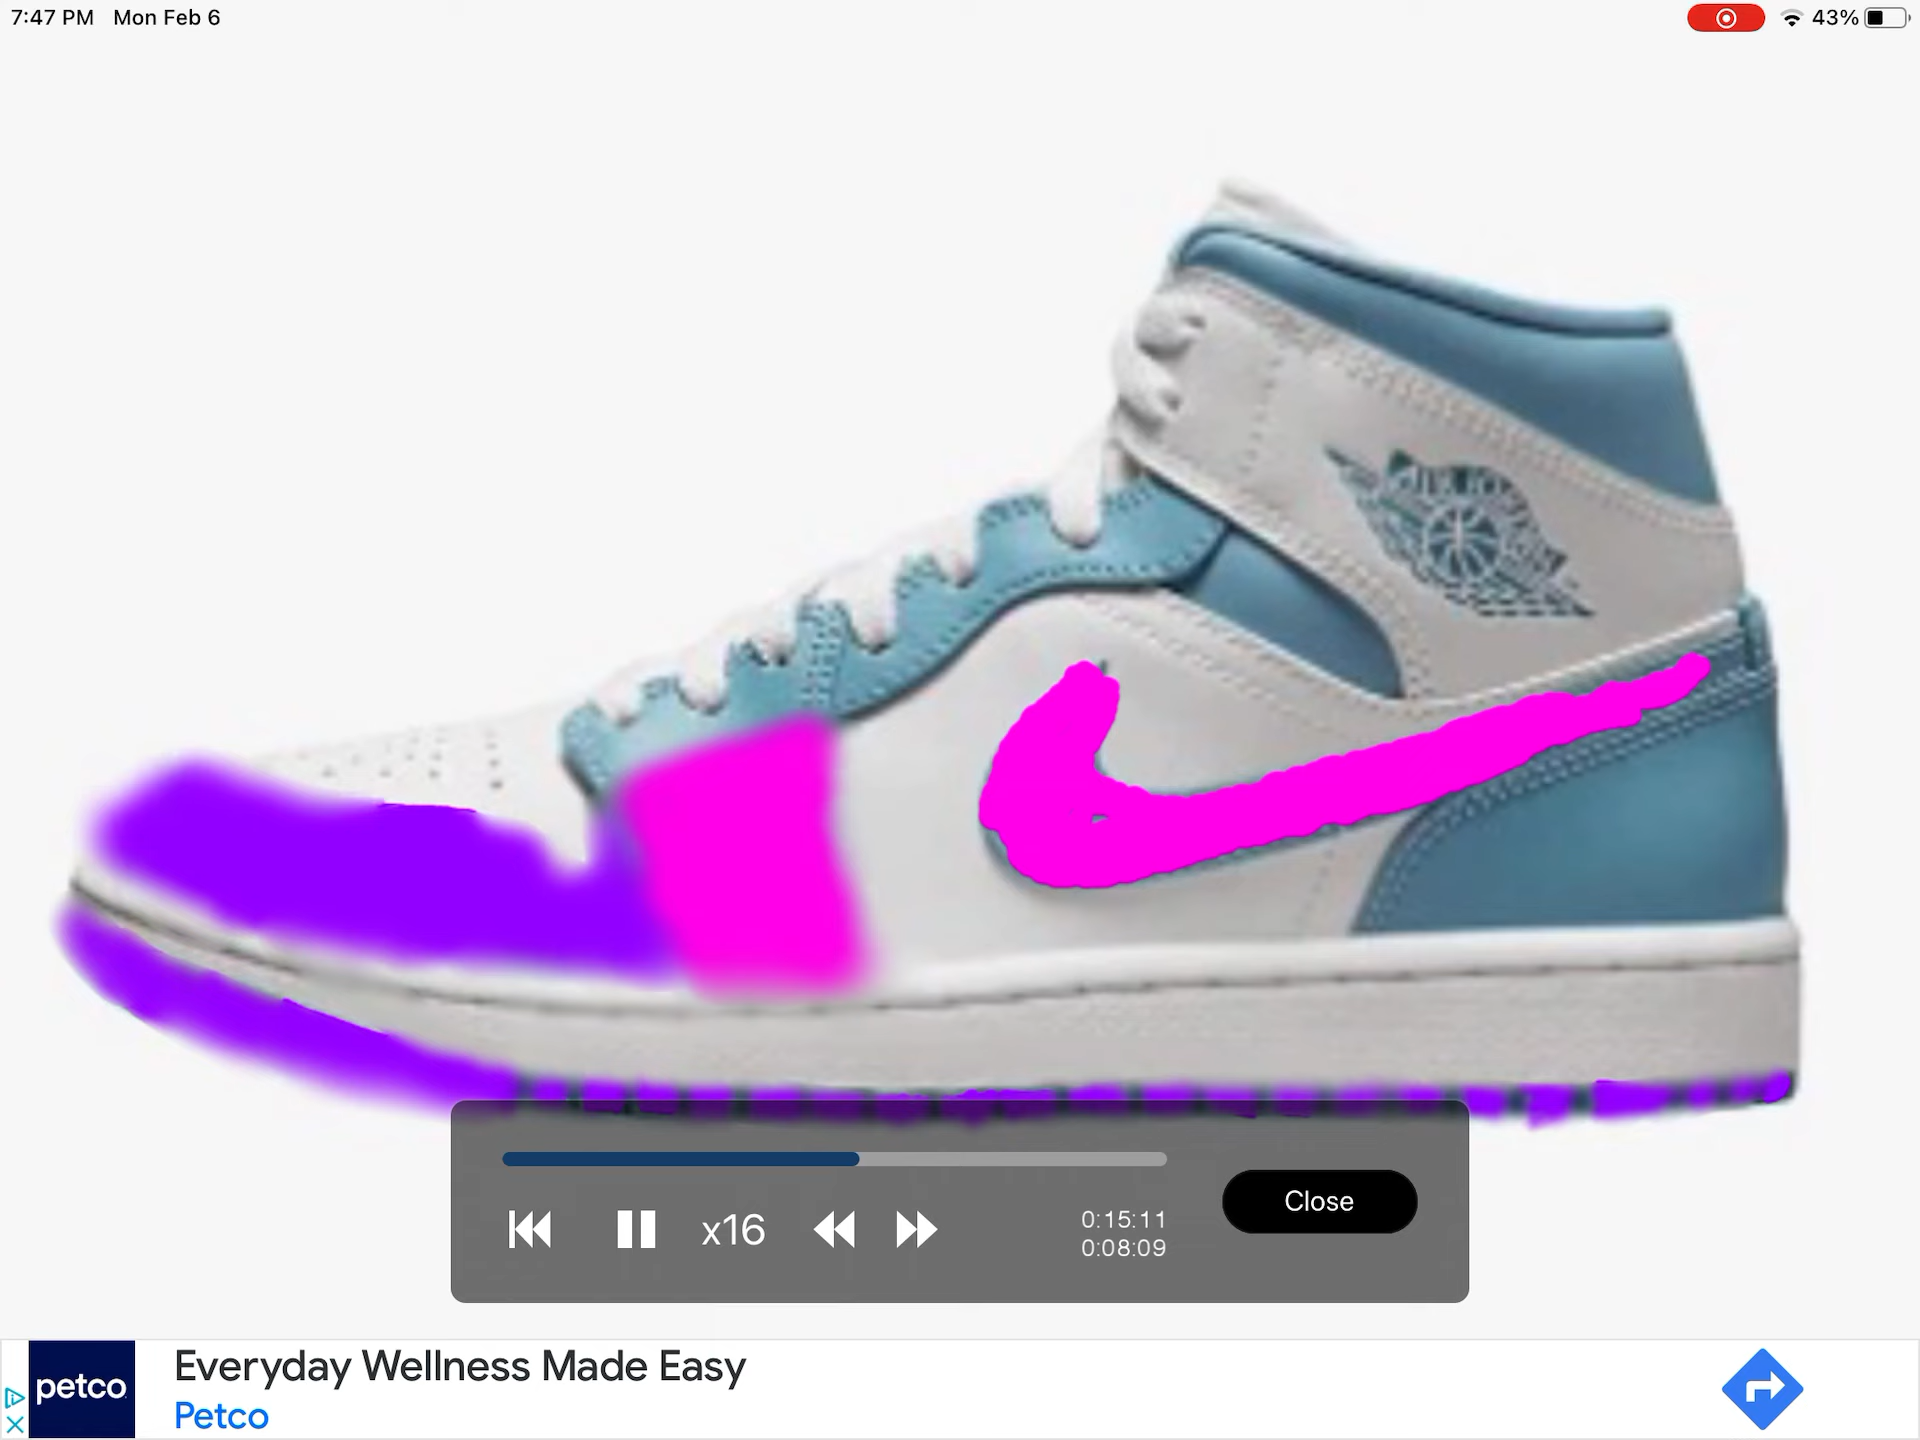 7:47 PM Mon Feb 6
43%
x16
0:15:11
0:08:09
Close
petco
Everyday Wellness Made Easy
Petco